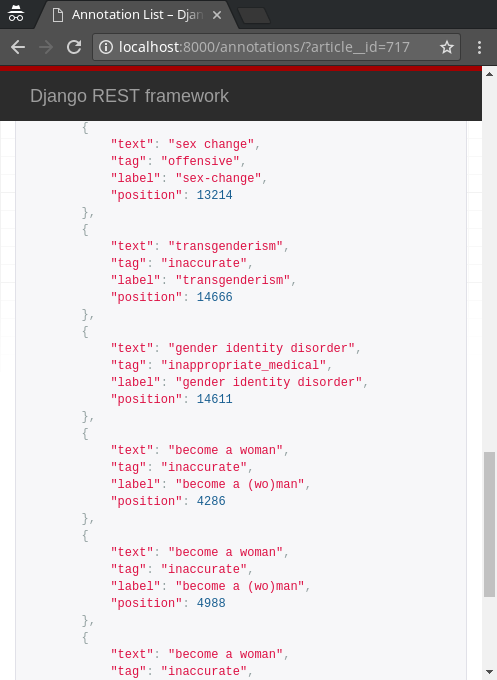 Annotation List – Djan
localhost:8000/annotations/?article__id=717
Django REST framework
{
"text": "sex change",
"tag": "offensive",
"label": "sex-change",
"position": 13214
},
{
"text": "transgenderism",
"tag": "inaccurate",
"label": "transgenderism",
"position": 14666
},
{
"text": "gender identity disorder",
"tag": "inappropriate_medical",
"label": "gender identity disorder",
"position": 14611
},
{
"text": "become a woman",
"tag": "inaccurate",
"label": "become a (wo)man",
"position": 4286
},
{
"text": "become a woman",
"tag": "inaccurate",
"label": "become a (wo)man",
"position": 4988
},
{
"text": "become a woman",
"tag": "inaccurate",